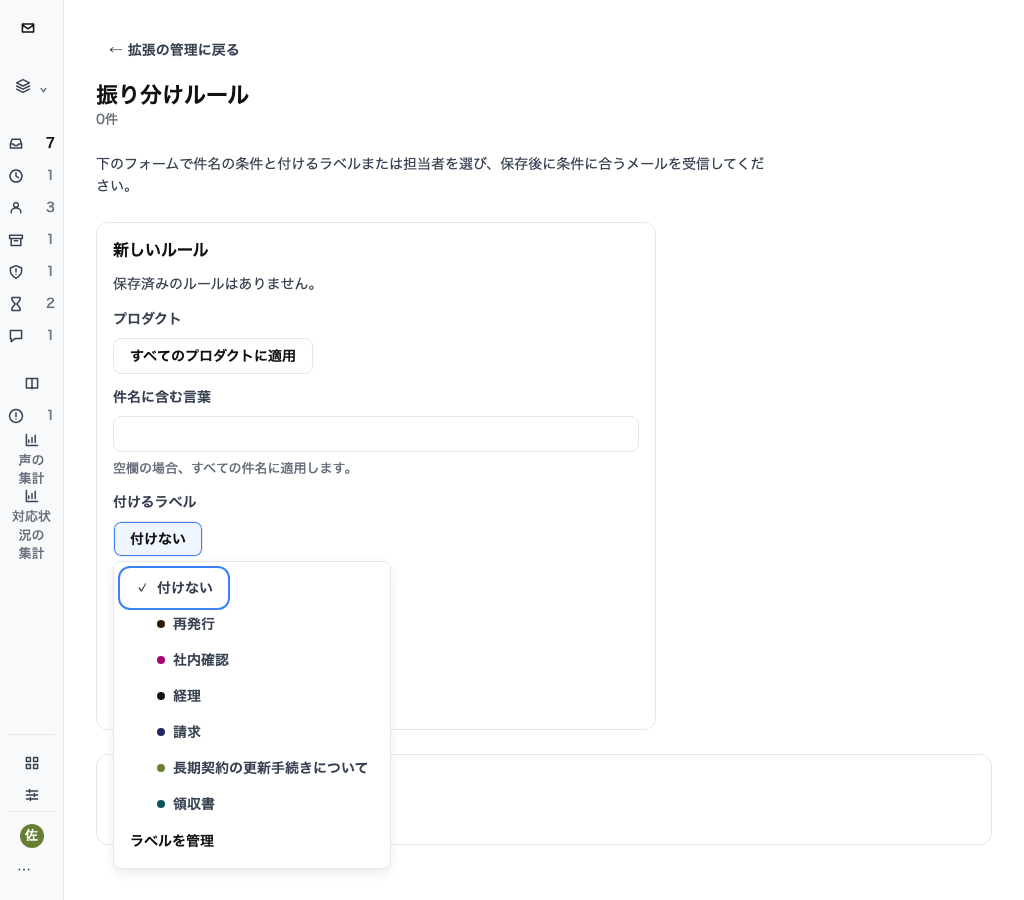 ← 拡張の管理に戻る
振り分けルール
0件
下のフォームで件名の条件と付けるラベルまたは担当者を選び、保存後に条件に合うメールを受信してくだ
さい。
新しいルール
保存済みのルールはありません。
プロダクト
すべてのプロダクトに適用
件名に含む言葉
空欄の場合、すべての件名に適用します。
付けるラベル
付けない
✓ 付けない
再発行
社内確認
経理
請求
長期契約の更新手続きについて
領収書
ラベルを管理
7
1
3
1
1
2
1
1
声の
集計
対応状
況の
集計
佐
…